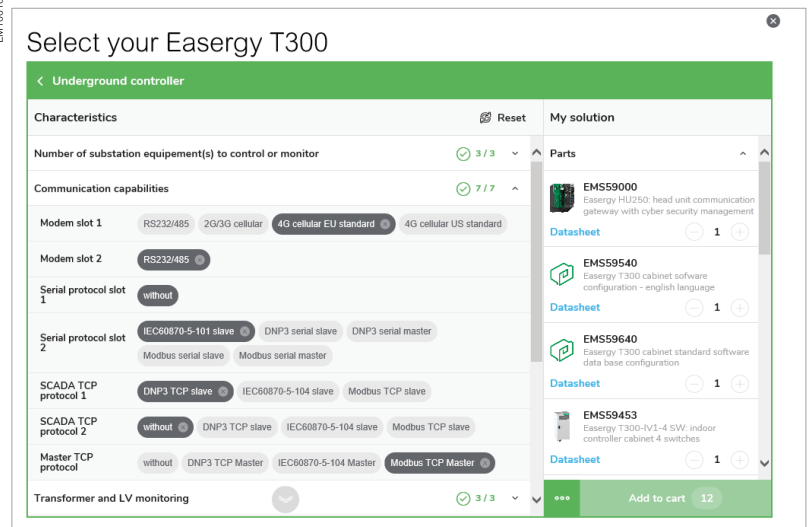 Select your Easergy T300
Underground controller
Characteristics
Reset
My solution
Number of substation equipement(s) to control or monitor
3 / 3
Parts
Communication capabilities
7 / 7
EMS59000
Easergy HU250: head unit communication
gateway with cyber security management
Datasheet
1
Modem slot 1
RS232/485 2G/3G cellular 4G cellular EU standard 4G cellular US standard
Modem slot 2
RS232/485
EMS59540
Easergy T300 cabinet sofware
configuration - english language
Datasheet
1
Serial protocol slot
1
without
Serial protocol slot
2
IEC60870-5-101 slave DNP3 serial slave DNP3 serial master
Modbus serial slave Modbus serial master
EMS59640
Easergy T300 cabinet standard software
data base configuration
Datasheet
1
SCADA TCP
protocol 1
DNP3 TCP slave IEC60870-5-104 slave Modbus TCP slave
SCADA TCP
protocol 2
without DNP3 TCP slave IEC60870-5-104 slave Modbus TCP slave
EMS59453
Easergy T300-IV1-4 SW: indoor
controller cabinet 4 switches
Datasheet
1
Master TCP
protocol
without DNP3 TCP Master IEC60870-5-104 Master Modbus TCP Master
Transformer and LV monitoring
3 / 3
Add to cart 12